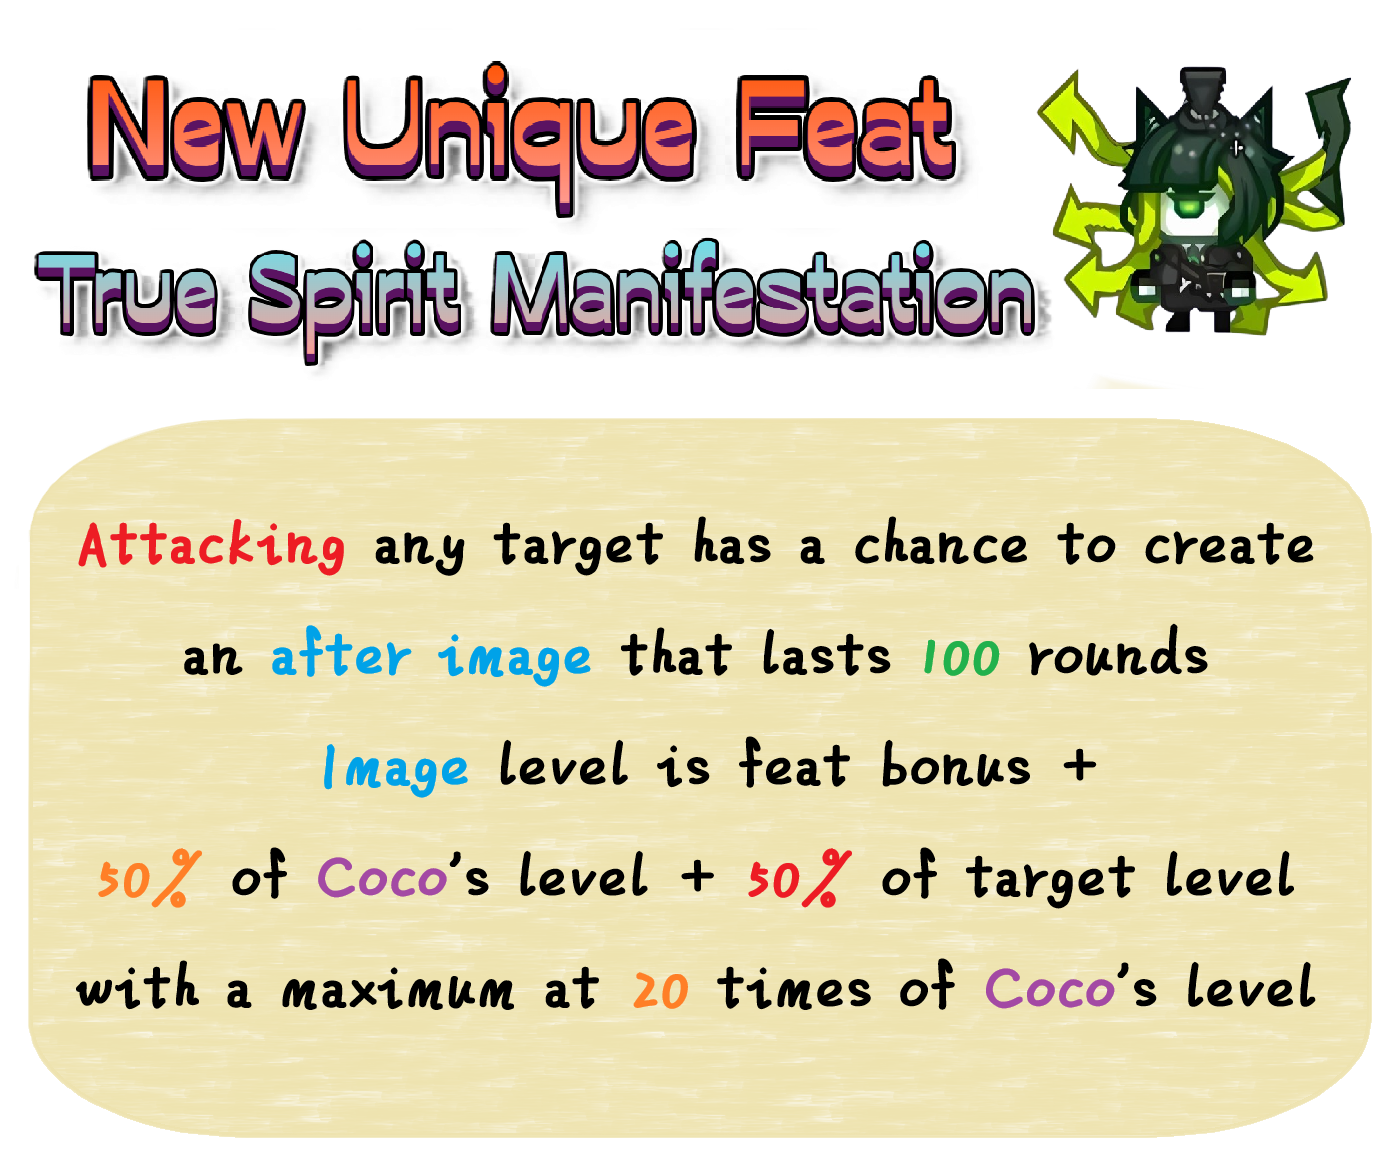 New Unique Feat
True Spirit Manifestation
Attacking any target has a chance to create
an after image that lasts 100 rounds
Image level is feat bonus +
50% of Coco's level + 50% of target level
with a maximum at 20 times of Coco's level